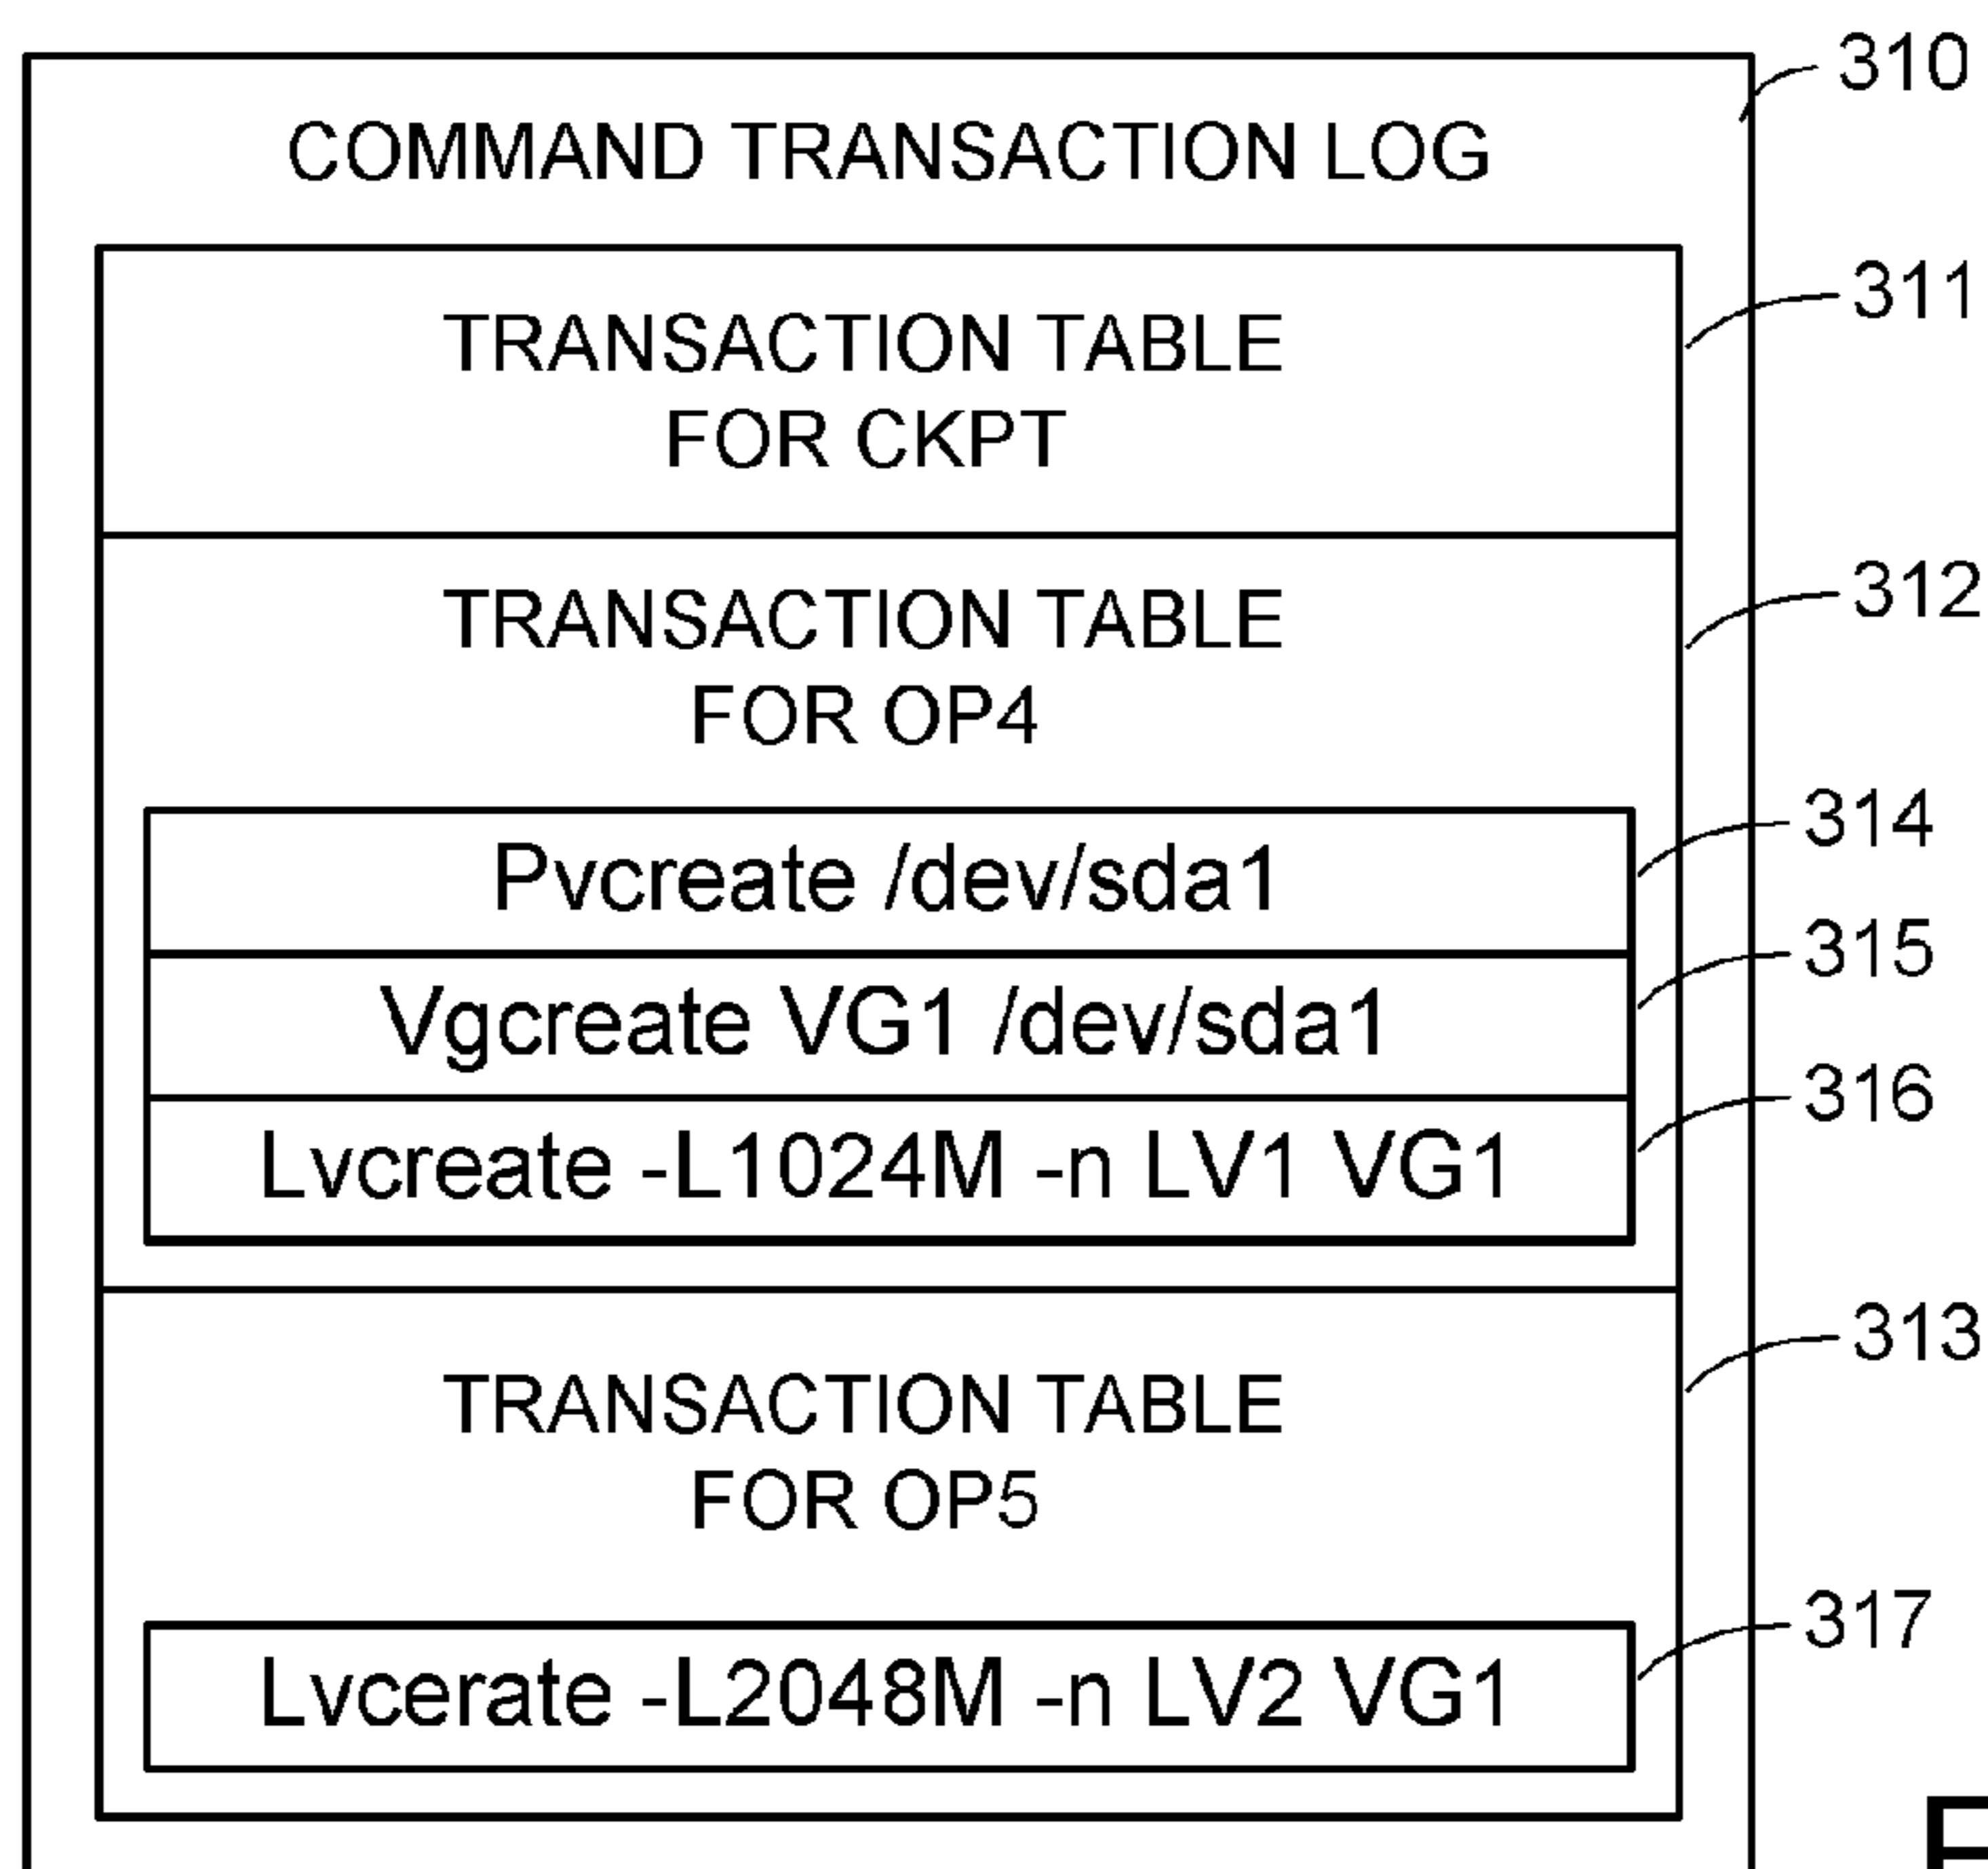 310
COMMAND TRANSACTION LOG
311
TRANSACTION TABLE
FOR CKPT
312
TRANSACTION TABLE
FOR OP4
314
Pvcreate /dev/sda1
315
Vgcreate VG1 /dev/sda1
316
Lvcreate -L1024M -n LV1 VG1
313
TRANSACTION TABLE
FOR OP5
317
Lvcerate -L2048M -n LV2 VG1